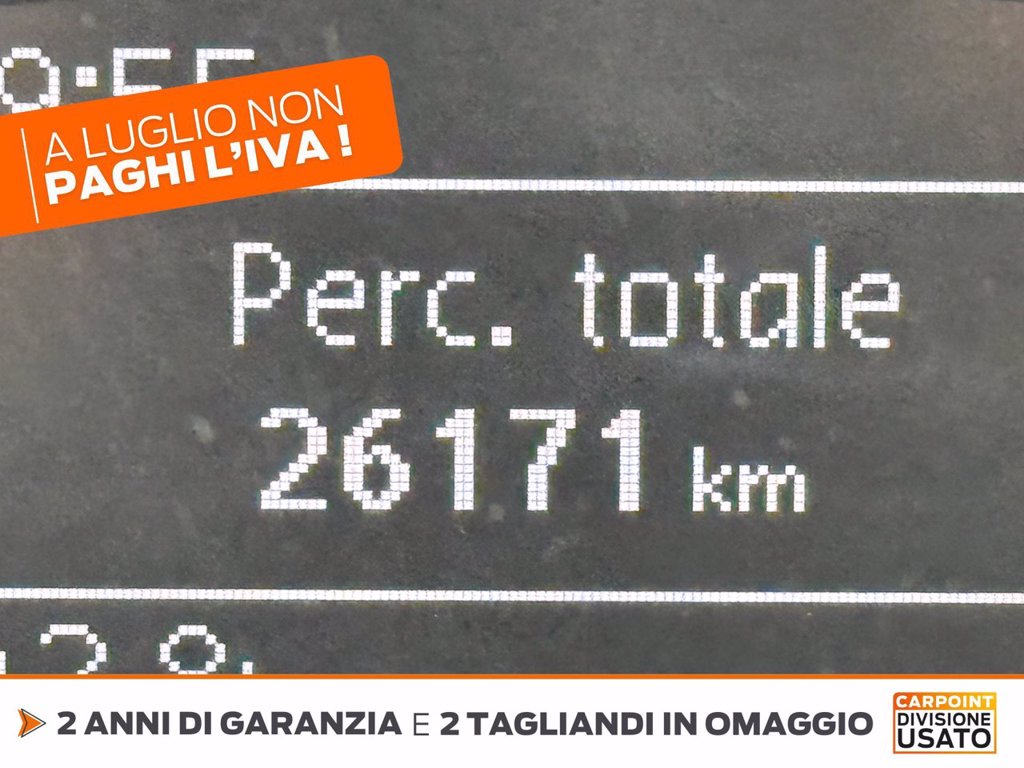 A LUGLIO NON
PAGHI L'IVA !
Perc. totale
26171 km
2 ANNI DI GARANZIA E 2 TAGLIANDI IN OMAGGIO
CARPOINT
DIVISIONE
USATO